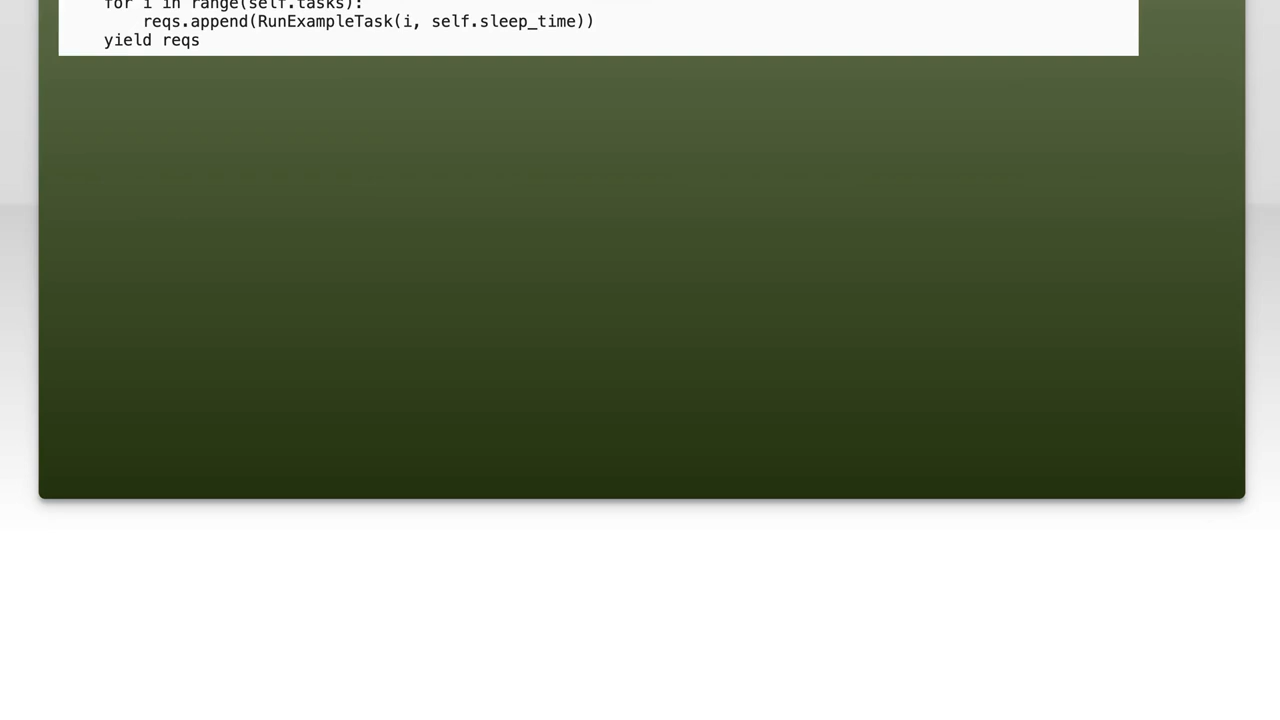 for i in range(self.tasks):
reqs.append(RunExampleTask(i, self.sleep_time))
yield reqs